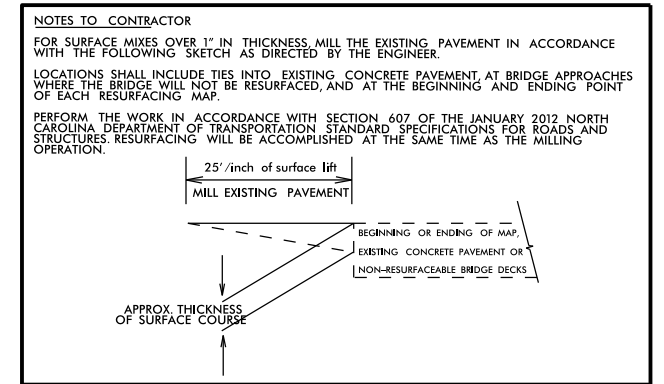 NOTES TO CONTRACTOR
FOR SURFACE MIXES OVER 1" IN THICKNESS, MILL THE EXISTING PAVEMENT IN ACCORDANCE
WITH THE FOLLOWING SKETCH AS DIRECTED BY THE ENGINEER.
LOCATIONS SHALL INCLUDE TIES INTO EXISTING CONCRETE PAVEMENT, AT BRIDGE APPROACHES
WHERE THE BRIDGE WILL NOT BE RESURFACED, AND AT THE BEGINNING AND ENDING POINT
OF EACH RESURFACING MAP.
PERFORM THE WORK IN ACCORDANCE WITH SECTION 607 OF THE JANUARY 2012 NORTH
CAROLINA DEPARTMENT OF TRANSPORTATION STANDARD SPECIFICATIONS FOR ROADS AND
STRUCTURES. RESURFACING WILL BE ACCOMPLISHED AT THE SAME TIME AS THE MILLING
OPERATION.
25'/inch of surface lift
MILL EXISTING PAVEMENT
BEGINNING OR ENDING OF MAP,
EXISTING CONCRETE PAVEMENT OR
NON-RESURFACEABLE BRIDGE DECKS
APPROX. THICKNESS
OF SURFACE COURSE